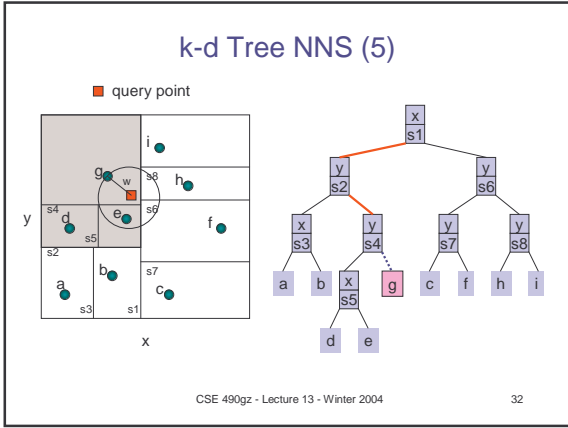 k-d Tree NNS (5)
query point
i
g
w
s8
h
s4
s6
y
d
e
f
s5
s2
b
s7
a
c
s3
s1
x
x
s1
y
s2
y
s6
x
s3
y
s4
y
s7
y
s8
a
b
x
s5
g
c
f
h
i
d
e
CSE 490gz - Lecture 13 - Winter 2004
32